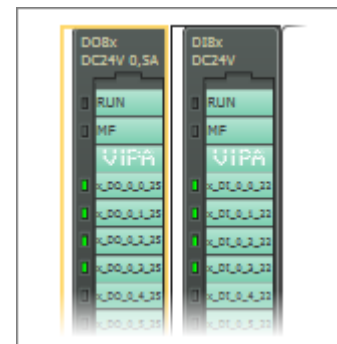 DO8x
DC24V 0,5A
RUN
MF
VIPA
x_DO_0_0_25
x_DO_0_1_25
x_DO_0_2_25
x_DO_0_3_25
x_DO_0_4_25
DI8x
DC24V
RUN
MF
VIPA
x_DI_0_0_22
x_DI_0_1_22
x_DI_0_2_22
x_DI_0_3_22
x_DI_0_4_22